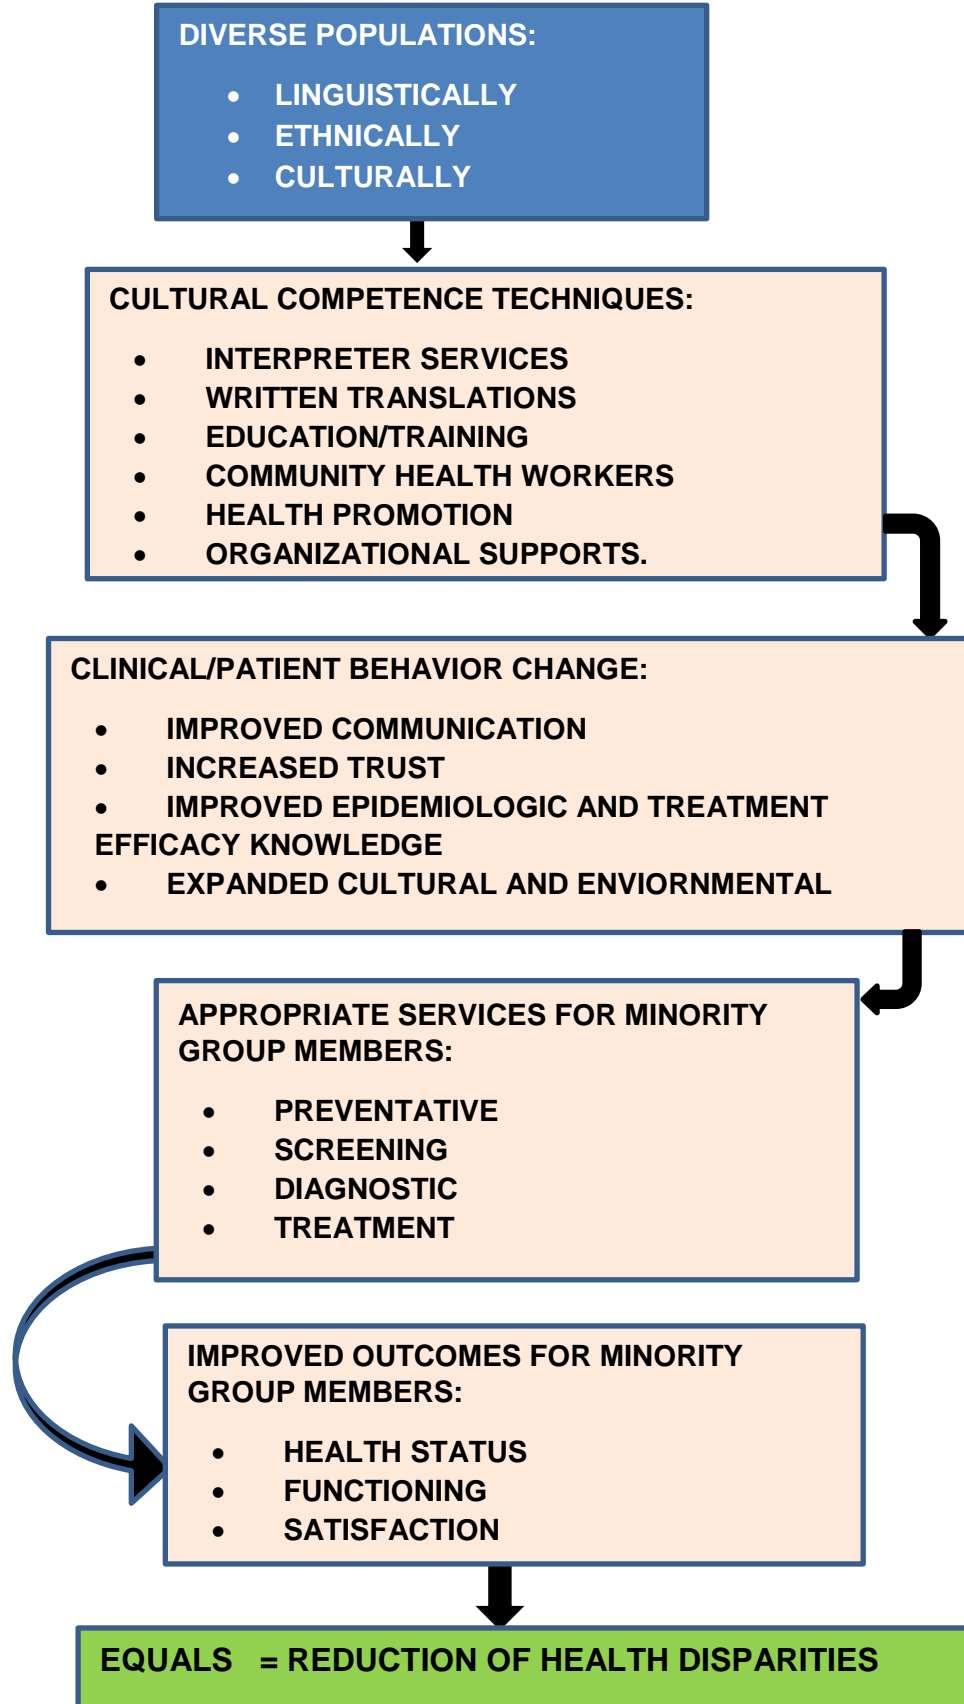 DIVERSE POPULATIONS:
• LINGUISTICALLY
• ETHNICALLY
• CULTURALLY
CULTURAL COMPETENCE TECHNIQUES:
• INTERPRETER SERVICES
• WRITTEN TRANSLATIONS
• EDUCATION/TRAINING
• COMMUNITY HEALTH WORKERS
• HEALTH PROMOTION
• ORGANIZATIONAL SUPPORTS.
CLINICAL/PATIENT BEHAVIOR CHANGE:
• IMPROVED COMMUNICATION
• INCREASED TRUST
• IMPROVED EPIDEMIOLOGIC AND TREATMENT
EFFICACY KNOWLEDGE
• EXPANDED CULTURAL AND ENVIORNMENTAL
APPROPRIATE SERVICES FOR MINORITY
GROUP MEMBERS:
• PREVENTATIVE
• SCREENING
• DIAGNOSTIC
• TREATMENT
IMPROVED OUTCOMES FOR MINORITY
GROUP MEMBERS:
• HEALTH STATUS
• FUNCTIONING
• SATISFACTION
EQUALS = REDUCTION OF HEALTH DISPARITIES